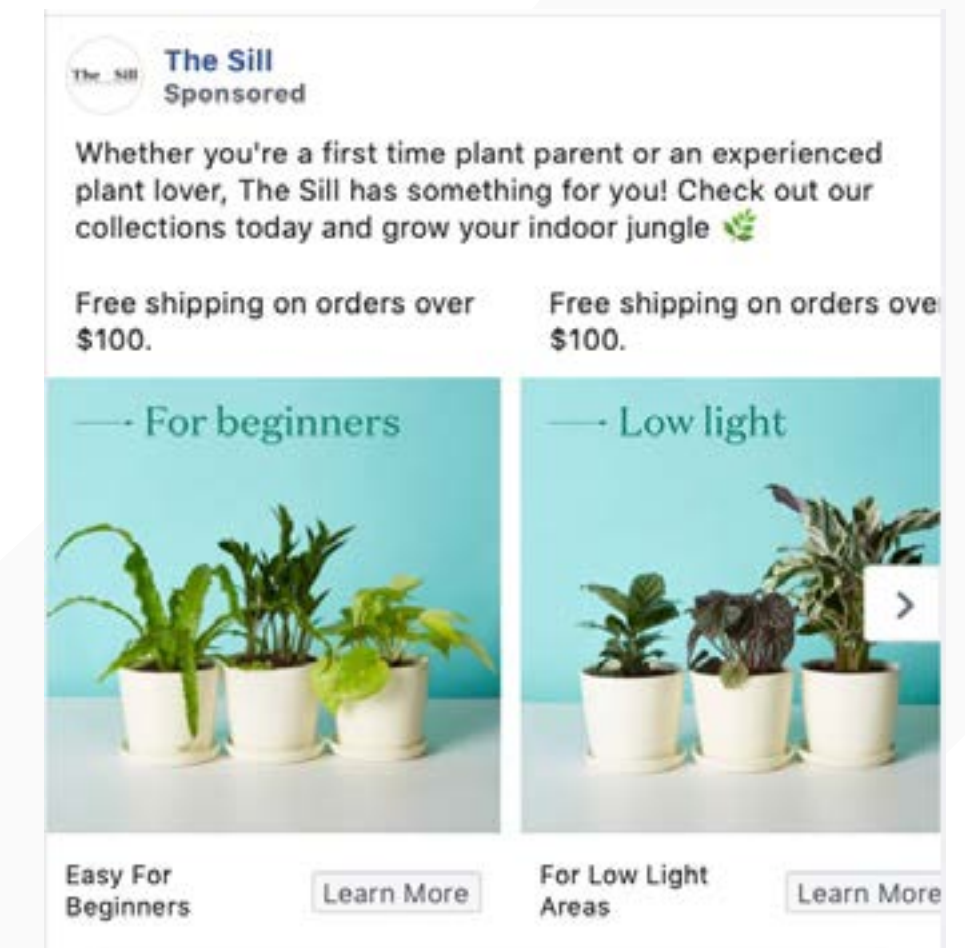 The Sill
The Sill
Sponsored
Whether you're a first time plant parent or an experienced
plant lover, The Sill has something for you! Check out our
collections today and grow your indoor jungle 🌿
Free shipping on orders over
$100.
Free shipping on orders ove
$100.
For beginners
Low light
Easy For
Beginners
Learn More
For Low Light
Areas
Learn More